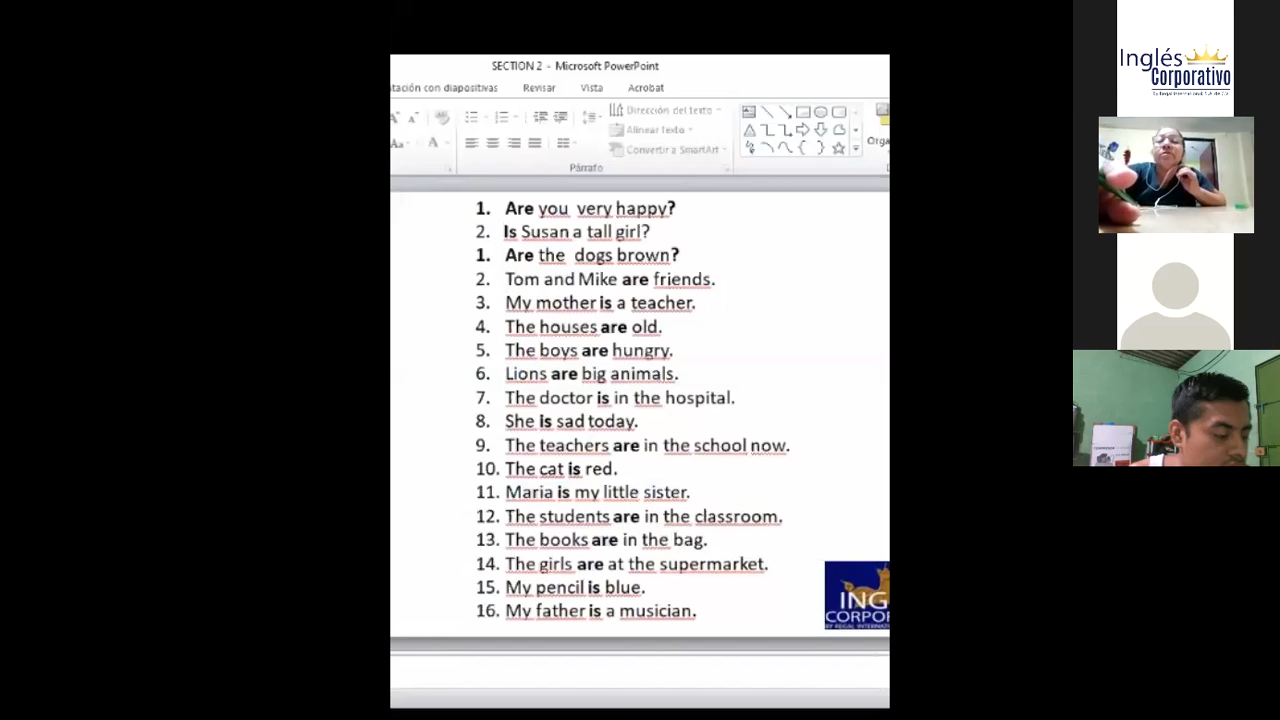 SECTION 2 - Microsoft PowerPoint
tación con diapositivas Revisar Vista Acrobat
Dirección del texto
Alinear texto
Convertir a SmartArt
Orga
Párrafo
1. Are you very happy?
2. Is Susan a tall girl?
1. Are the dogs brown?
2. Tom and Mike are friends.
3. My mother is a teacher.
4. The houses are old.
5. The boys are hungry.
6. Lions are big animals.
7. The doctor is in the hospital.
8. She is sad today.
9. The teachers are in the school now.
10. The cat is red.
11. Maria is my little sister.
12. The students are in the classroom.
13. The books are in the bag.
14. The girls are at the supermarket.
15. My pencil is blue.
16. My father is a musician.
ING
CORPO
Inglés
Corporativo